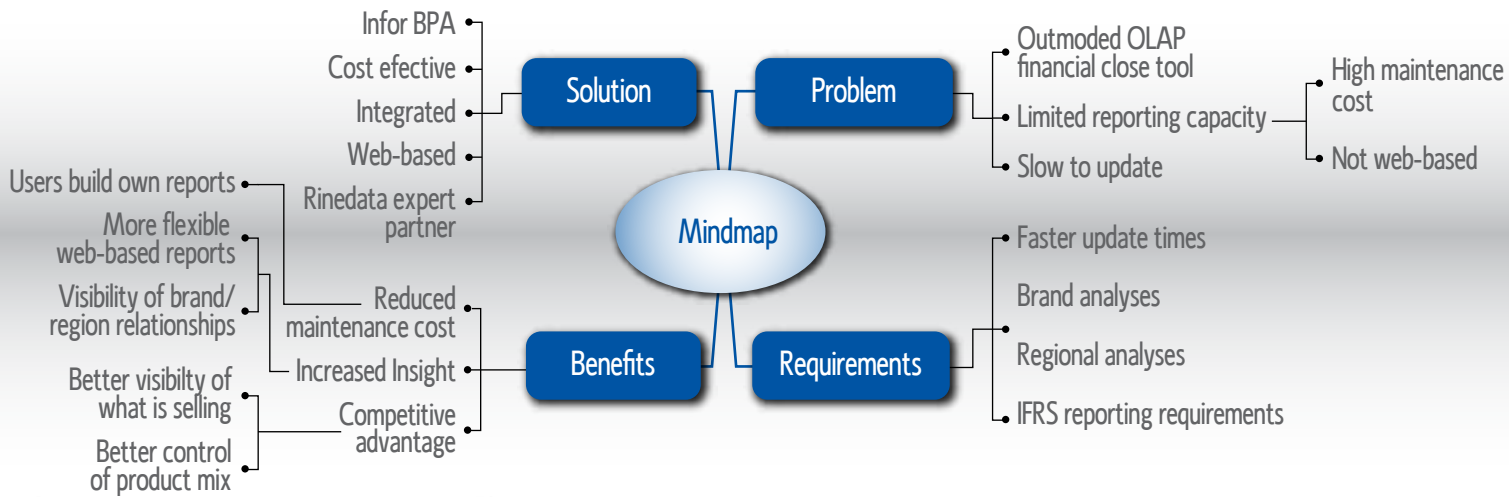 Infor BPA
Cost efective
Integrated
Web-based
Rinedata expert
partner
Solution
Problem
Outmoded OLAP
financial close tool
Limited reporting capacity
Slow to update
High maintenance
cost
Not web-based
Mindmap
Users build own reports
More flexible
web-based reports
Visibility of brand/
region relationships
Better visibilty of
what is selling
Better control
of product mix
Reduced
maintenance cost
Increased Insight
Competitive
advantage
Benefits
Requirements
Faster update times
Brand analyses
Regional analyses
IFRS reporting requirements